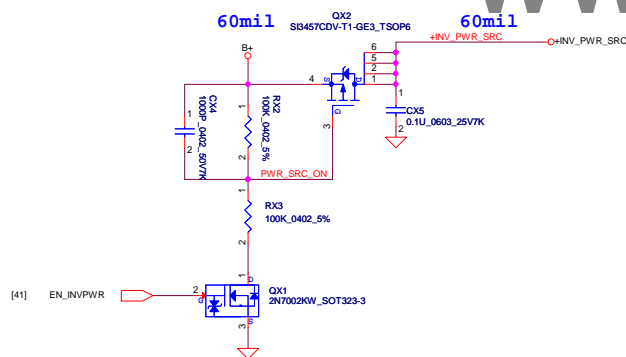 QX2
60mil
SI3457CDV-T1-GE3_TSOP6
60mil
+INV_PWR_SRC
+INV_PWR_SRC
B+
6
5
2
1
4
S
D
G
3
1
CX5
2
0.1U_0603_25V7K
1
CX4
1000P_0402_50V7K
2
1
RX2
100K_0402_5%
2
PWR_SRC_ON
1
RX3
100K_0402_5%
2
1
D
[41]
EN_INVPWR
2
G
QX1
2N7002KW_SOT323-3
S
3